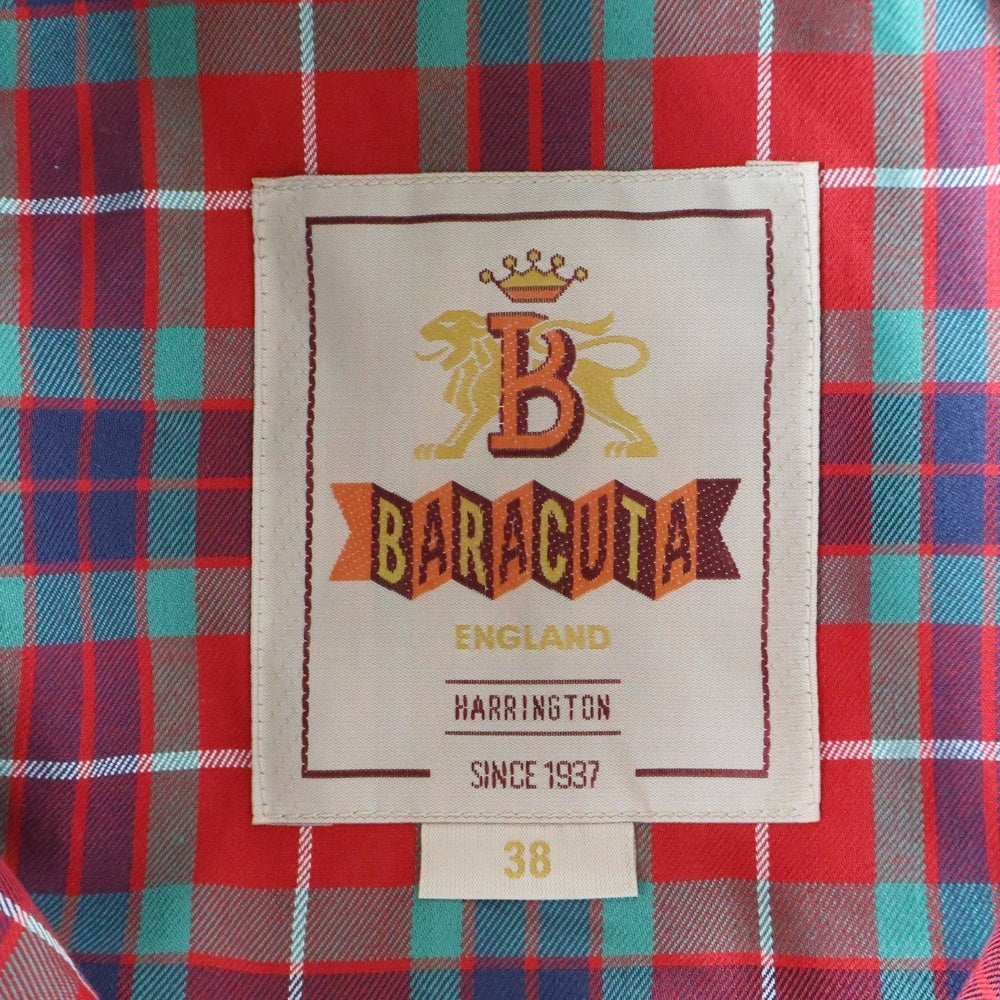 B
BARACUTA
ENGLAND
HARRINGTON
SINCE 1937
38